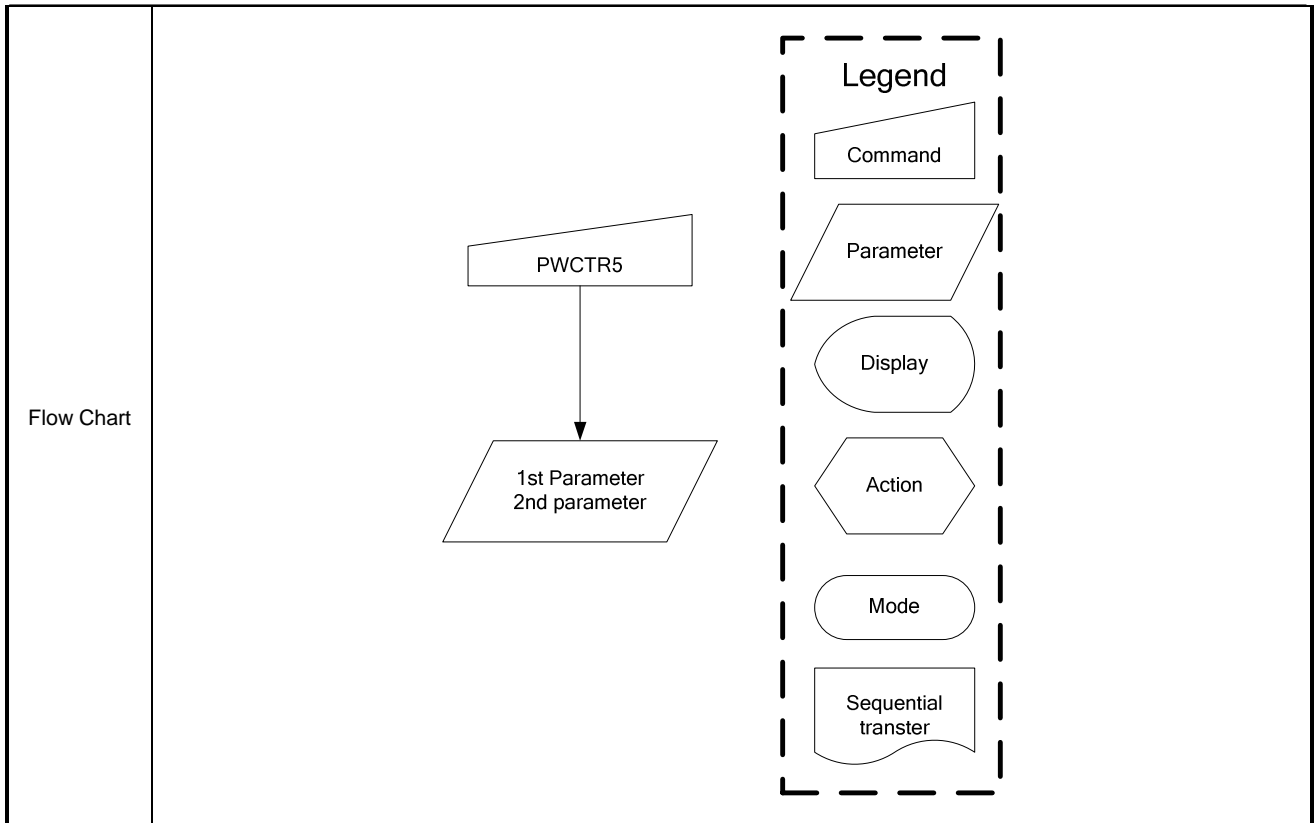 Flow Chart
PWCTR5
1st Parameter
2nd parameter
Legend
Command
Parameter
Display
Action
Mode
Sequential
transter